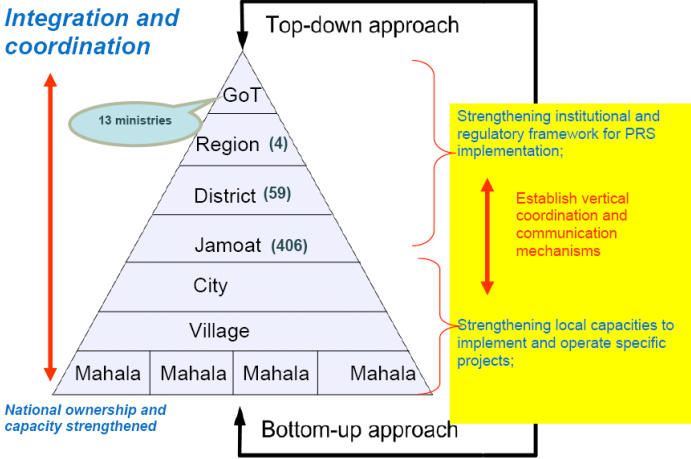 Integration and
coordination
Top-down approach
GoT
13 ministries
Region (4)
District (59)
Jamoat (406)
City
Village
Mahala Mahala Mahala Mahala
Strengthening institutional and
regulatory framework for PRS
implementation;
Establish vertical
coordination and
communication
mechanisms
Strengthening local capacities to
implement and operate specific
projects;
National ownership and
capacity strengthened
Bottom-up approach